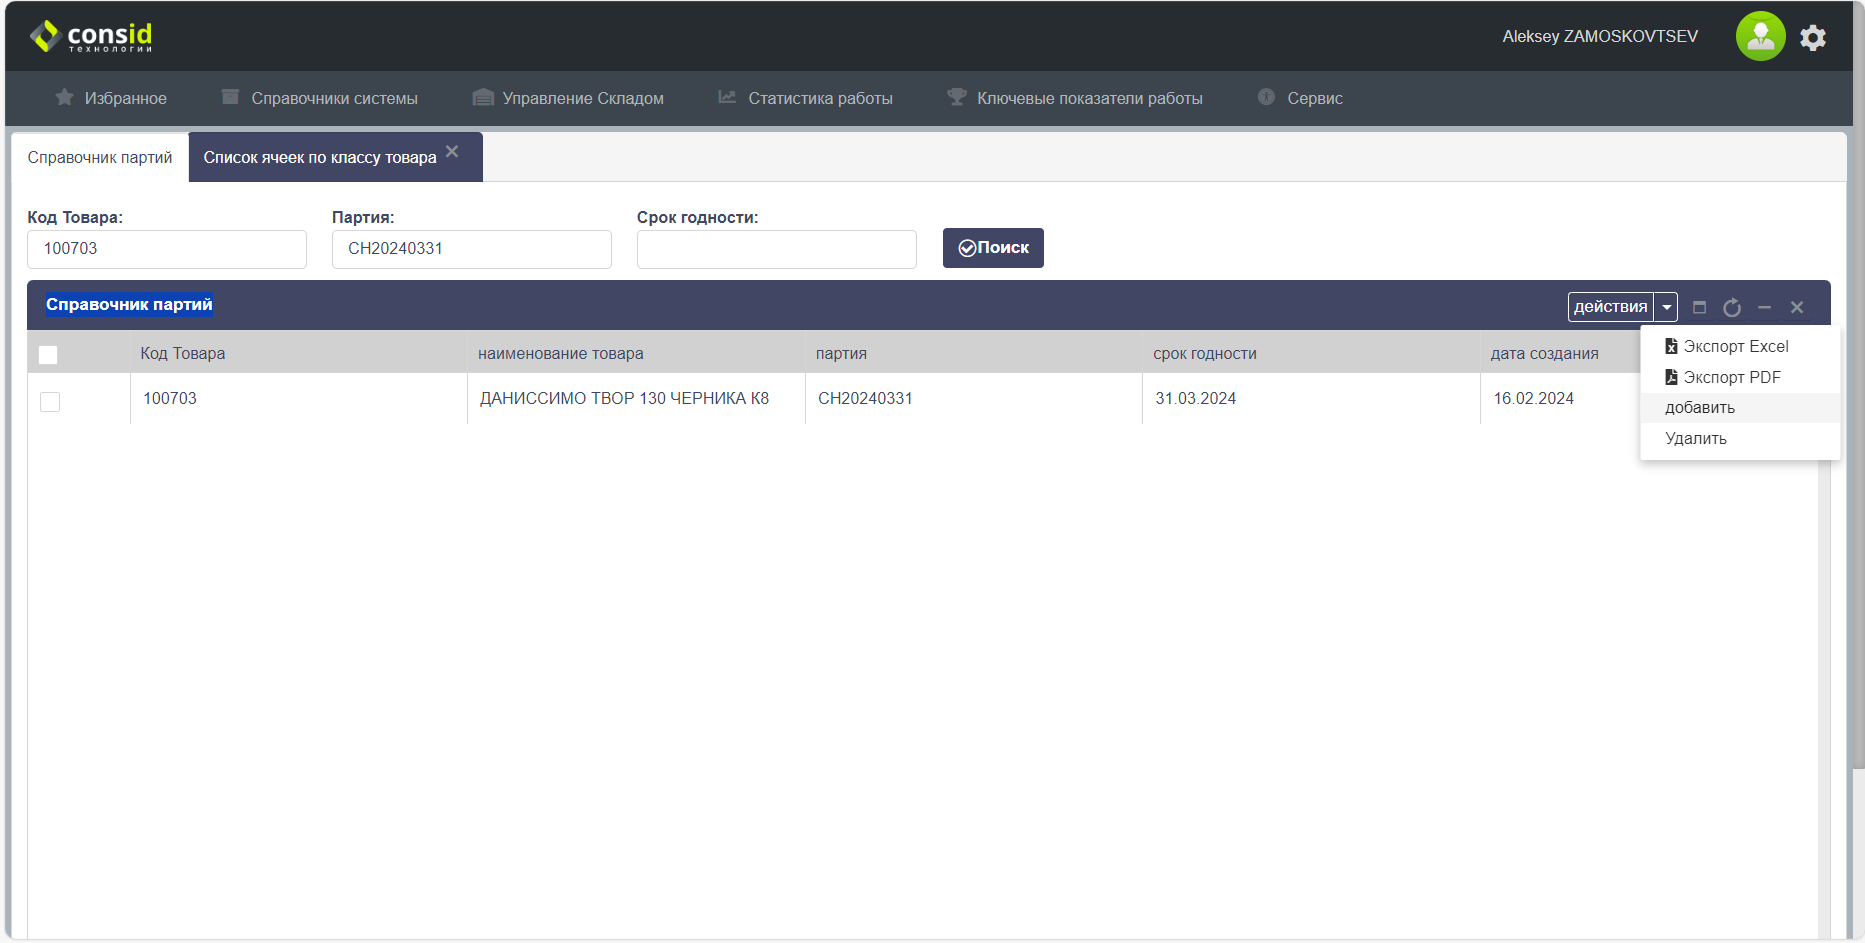 consid
технологии
Aleksey ZAMOSKOVTSEV
Избранное
Справочники системы
Управление Складом
Статистика работы
Ключевые показатели работы
Сервис
Справочник партий
Список ячеек по классу товара
Код Товара:
Партия:
Срок годности:
100703
CH20240331
Поиск
Справочник партий
действия
Код Товара
наименование товара
партия
срок годности
дата создания
100703
ДАНИССИМО ТВОР 130 ЧЕРНИКА К8
CH20240331
31.03.2024
16.02.2024
Экспорт Excel
Экспорт PDF
добавить
Удалить